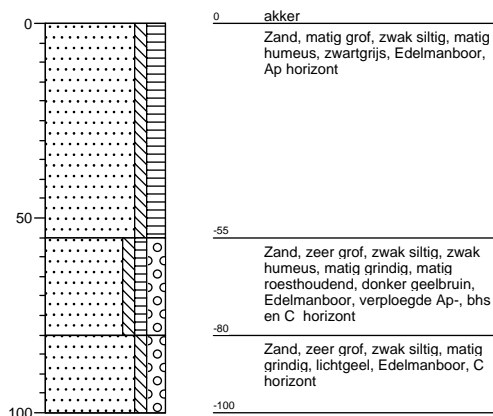 0
50
100
0 akker
Zand, matig grof, zwak siltig, matig
humeus, zwartgrijs, Edelmanboor,
Ap horizont
-55
Zand, zeer grof, zwak siltig, zwak
humeus, matig grindig, matig
roesthoudend, donker geelbruin,
Edelmanboor, verploegde Ap-, bhs
en C horizont
-80
Zand, zeer grof, zwak siltig, matig
grindig, lichtgeel, Edelmanboor, C
horizont
-100